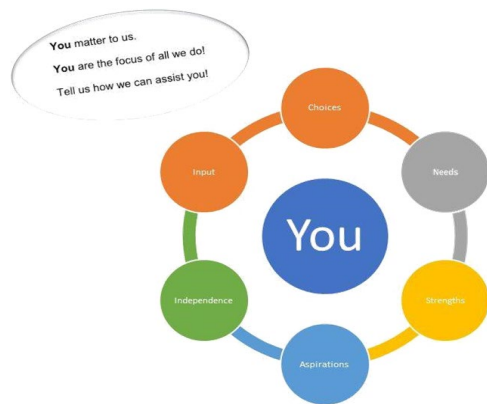 You matter to us.
You are the focus of all we do!
Tell us how we can assist you!
Choices
Input
Needs
You
Independence
Strengths
Aspirations